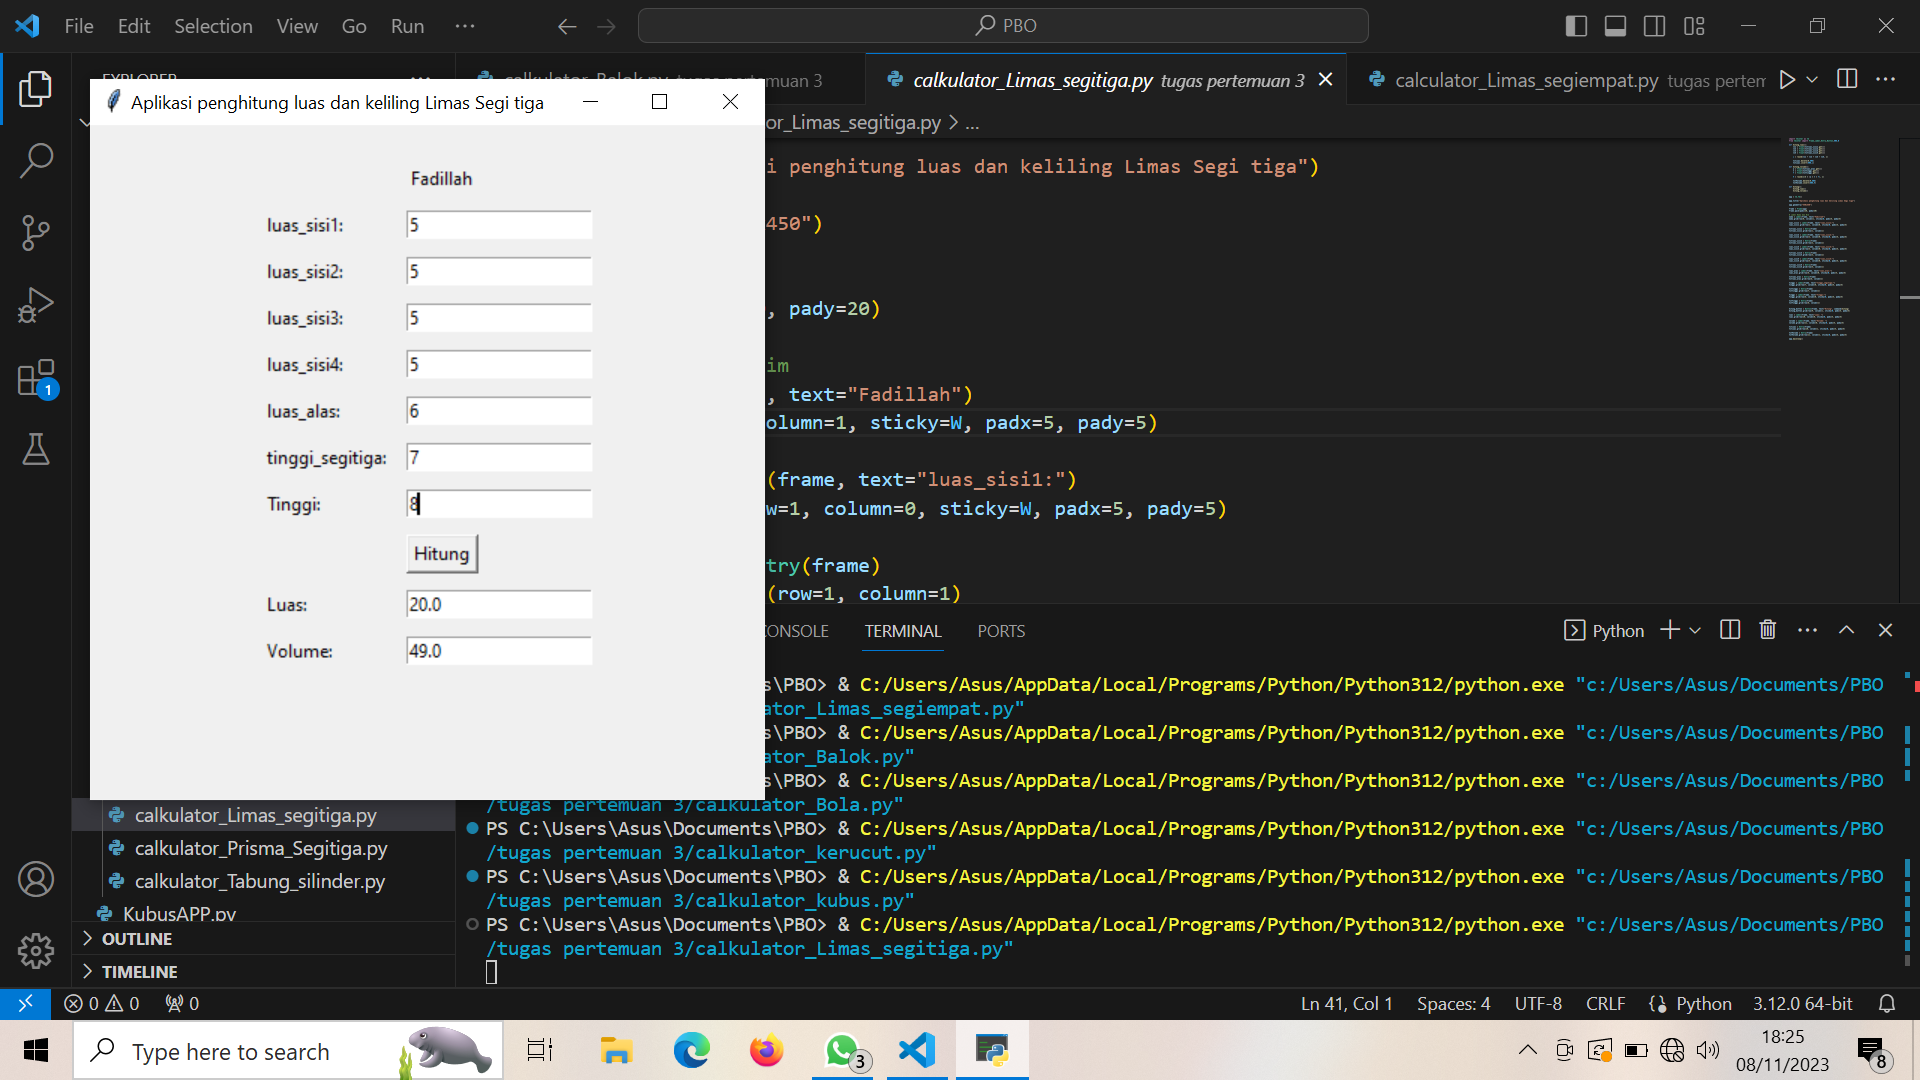 File Edit Selection View Go Run ···
PBO
Aplikasi penghitung luas dan keliling Limas Segi tiga
Fadillah
luas_sisi1: 5
luas_sisi2: 5
luas_sisi3: 5
luas_sisi4: 5
luas_alas: 6
tinggi_segitiga: 7
Tinggi: 8
Hitung
Luas: 20.0
Volume: 49.0
calkulator_Limas_segitiga.py
calkulator_Prisma_Segitiga.py
calkulator_Tabung_silinder.py
KubusAPP.py
OUTLINE
TIMELINE
calkulator_Limas_segitiga.py tugas pertemuan 3
calculator_Limas_segiempat.py tugas pertem
or_Limas_segitiga.py > ...
i penghitung luas dan keliling Limas Segi tiga")
450")
, pady=20)
im
, text="Fadillah")
olumn=1, sticky=W, padx=5, pady=5)
(frame, text="luas_sisi1:")
w=1, column=0, sticky=W, padx=5, pady=5)
try(frame)
(row=1, column=1)
CONSOLE TERMINAL PORTS
Python
s\PBO> & C:/Users/Asus/AppData/Local/Programs/Python/Python312/python.exe "c:/Users/Asus/Documents/PBO
ator_Limas_segiempat.py"
s\PBO> & C:/Users/Asus/AppData/Local/Programs/Python/Python312/python.exe "c:/Users/Asus/Documents/PBO
ator_Balok.py"
s\PBO> & C:/Users/Asus/AppData/Local/Programs/Python/Python312/python.exe "c:/Users/Asus/Documents/PBO
/tugas pertemuan 3/calkulator_Bola.py"
PS C:\Users\Asus\Documents\PBO> & C:/Users/Asus/AppData/Local/Programs/Python/Python312/python.exe "c:/Users/Asus/Documents/PBO
/tugas pertemuan 3/calkulator_kerucut.py"
PS C:\Users\Asus\Documents\PBO> & C:/Users/Asus/AppData/Local/Programs/Python/Python312/python.exe "c:/Users/Asus/Documents/PBO
/tugas pertemuan 3/calkulator_kubus.py"
PS C:\Users\Asus\Documents\PBO> & C:/Users/Asus/AppData/Local/Programs/Python/Python312/python.exe "c:/Users/Asus/Documents/PBO
/tugas pertemuan 3/calkulator_Limas_segitiga.py"
1
0 0 0
Ln 41, Col 1 Spaces: 4 UTF-8 CRLF Python 3.12.0 64-bit
Type here to search
3
18:25
08/11/2023
8